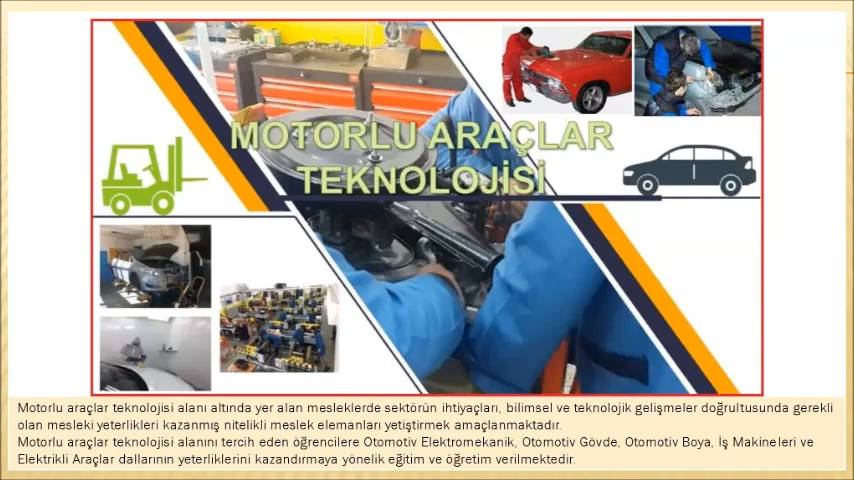 MOTORLU ARAÇLAR
TEKNOLOJİSİ
Motorlu araçlar teknolojisi alanı altında yer alan mesleklerde sektörün ihtiyaçları, bilimsel ve teknolojik gelişmeler doğrultusunda gerekli
olan mesleki yeterlikleri kazanmış nitelikli meslek elemanları yetiştirmek amaçlanmaktadır.
Motorlu araçlar teknolojisi alanını tercih eden öğrencilere Otomotiv Elektromekanik, Otomotiv Gövde, Otomotiv Boya, İş Makineleri ve
Elektrikli Araçlar dallarının yeterliklerini kazandırmaya yönelik eğitim ve öğretim verilmektedir.